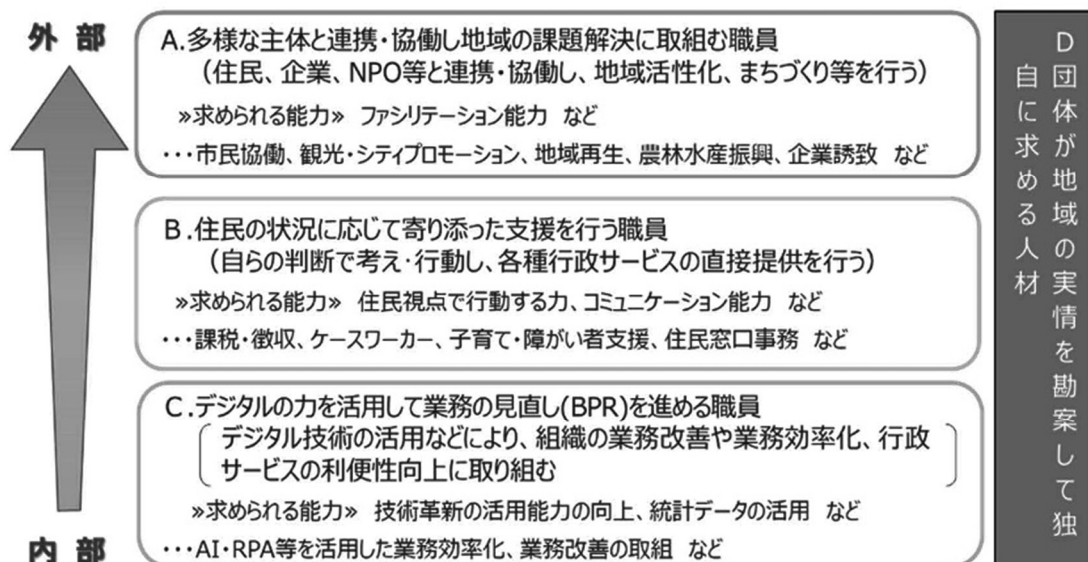 外 部
A.多様な主体と連携・協働し地域の課題解決に取組む職員
(住民、企業、NPO等と連携・協働し、地域活性化、まちづくり等を行う)
»求められる能力» ファシリテーション能力 など
・・・市民協働、観光・シティプロモーション、地域再生、農林水産振興、企業誘致 など
B.住民の状況に応じて寄り添った支援を行う職員
(自らの判断で考え・行動し、各種行政サービスの直接提供を行う)
»求められる能力» 住民視点で行動する力、コミュニケーション能力 など
・・・課税・徴収、ケースワーカー、子育て・障がい者支援、住民窓口事務 など
C.デジタルの力を活用して業務の見直し(BPR)を進める職員
デジタル技術の活用などにより、組織の業務改善や業務効率化、行政
サービスの利便性向上に取り組む
»求められる能力» 技術革新の活用能力の向上、統計データの活用 など
・・・AI・RPA等を活用した業務効率化、業務改善の取組 など
内 部
D団体が地域の実情を勘案して独
自に求める人材